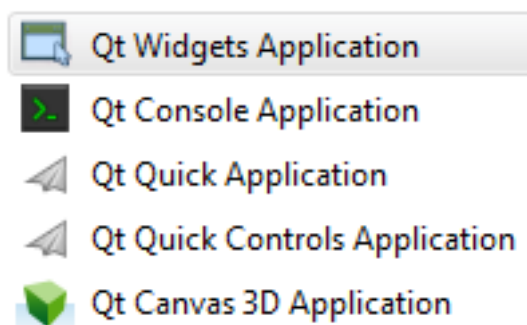 Qt Widgets Application
Qt Console Application
Qt Quick Application
Qt Quick Controls Application
Qt Canvas 3D Application